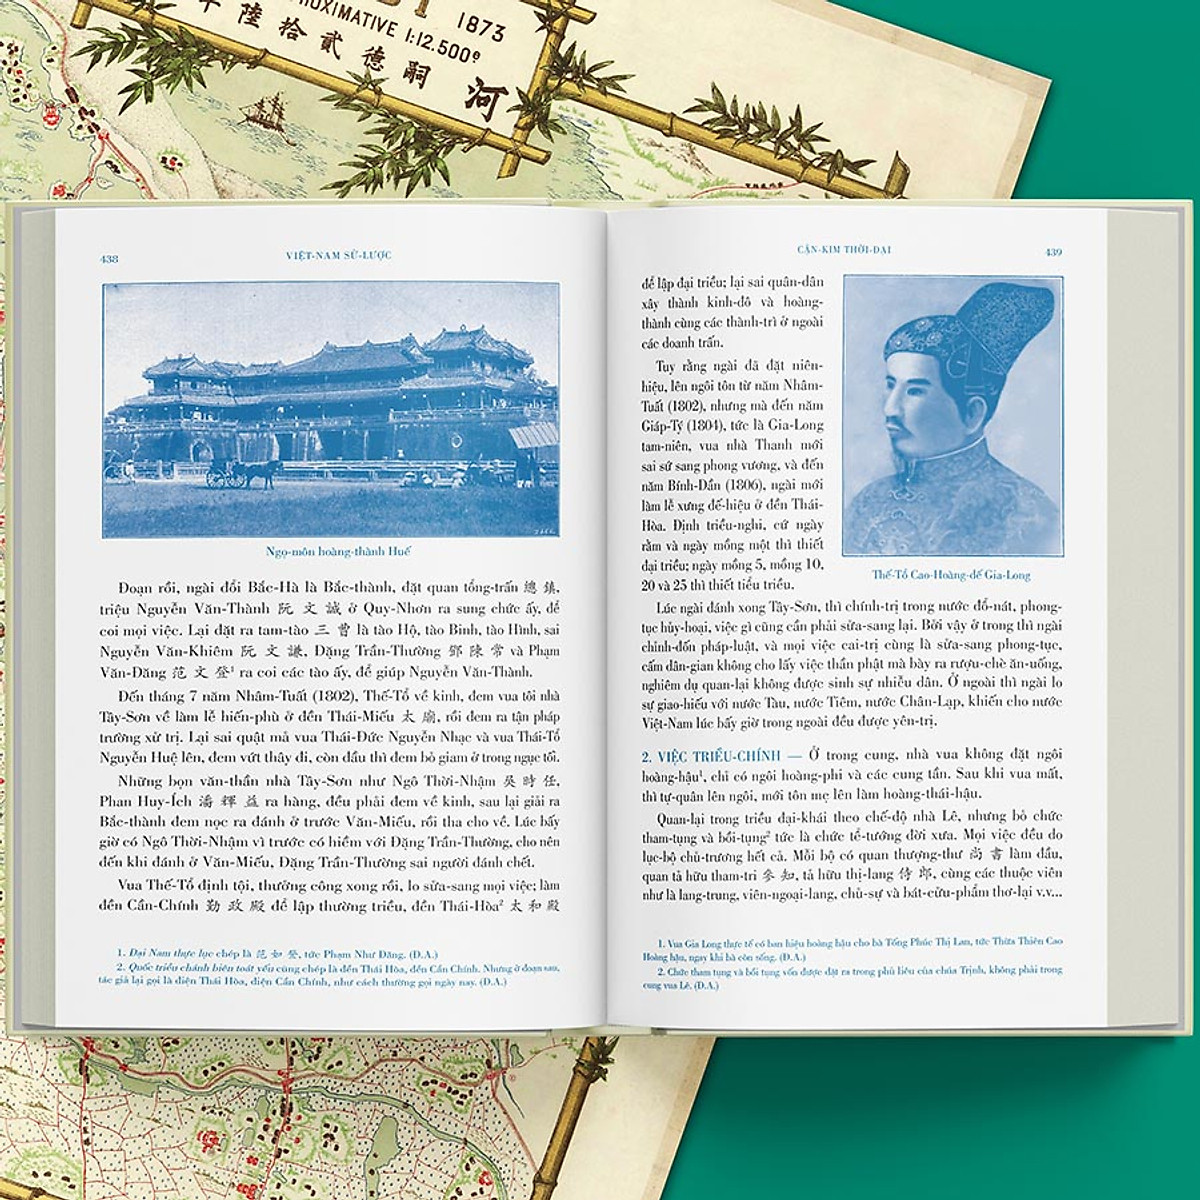 1873
PROXIMATIVE 1:12.500e
年 陸 拾 貳 德 嗣
河
438
VIỆT-NAM SỬ-LƯỢC
Ngọ-môn hoàng-thành Huế
Đoạn rồi, ngài đổi Bắc-Hà là Bắc-thành, đặt quan tổng-trấn 總 鎮,
triệu Nguyễn Văn-Thành 阮 文 誠 ở Quy-Nhơn ra sung chức ấy, để
coi mọi việc. Lại đặt ra tam-tào 三 曹 là tào Hộ, tào Binh, tào Hình, sai
Nguyễn Văn-Khiêm 阮 文 謙, Đặng Trần-Thường 鄧 陳 常 và Phạm
Văn-Đăng 范 文 登¹ ra coi các tào ấy, để giúp Nguyễn Văn-Thành.
Đến tháng 7 năm Nhâm-Tuất (1802), Thế-Tổ về kinh, đem vua tôi nhà
Tây-Sơn về làm lễ hiến-phù ở đền Thái-Miếu 太 廟, rồi đem ra tận pháp
trường xử trị. Lại sai quật mả vua Thái-Đức Nguyễn Nhạc và vua Thái-Tổ
Nguyễn Huệ lên, đem vứt thây đi, còn đầu thì đem bỏ giam ở trong ngục tối.
Những bọn văn-thần nhà Tây-Sơn như Ngô Thời-Nhậm 吳 時 任,
Phan Huy-Ích 潘 輝 益 ra hàng, đều phải đem về kinh, sau lại giải ra
Bắc-thành đem nọc ra đánh ở trước Văn-Miếu, rồi tha cho về. Lúc bấy
giờ có Ngô Thời-Nhậm vì trước có hiềm với Đặng Trần-Thường, cho nên
đến khi đánh ở Văn-Miếu, Đặng Trần-Thường sai người đánh chết.
Vua Thế-Tổ định tội, thưởng công xong rồi, lo sửa-sang mọi việc; làm
đền Cần-Chính 勤 政 殿 để lập thường triều, đền Thái-Hòa² 太 和 殿
1. Đại Nam thực lục chép là 范 如 登, tức Phạm Như Đăng. (D.A.)
2. Quốc triều chánh biên toát yếu cũng chép là đền Thái Hòa, đền Cần Chính. Nhưng ở đoạn sau,
tác giả lại gọi là điện Thái Hòa, điện Cần Chính, như cách thường gọi ngày nay. (D.A.)
CẬN-KIM THỜI-ĐẠI
439
để lập đại triều; lại sai quân-dân
xây thành kinh-đô và hoàng-
thành cùng các thành-trì ở ngoài
các doanh trấn.
Tuy rằng ngài đã đặt niên-
hiệu, lên ngôi tôn từ năm Nhâm-
Tuất (1802), nhưng mà đến năm
Giáp-Tý (1804), tức là Gia-Long
tam-niên, vua nhà Thanh mới
sai sứ sang phong vương, và đến
năm Bính-Dần (1806), ngài mới
làm lễ xưng đế-hiệu ở đền Thái-
Hòa. Định triều-nghi, cứ ngày
rằm và ngày mồng một thì thiết
đại triều; ngày mồng 5, mồng 10,
20 và 25 thì thiết tiểu triều.
Thế-Tổ Cao-Hoàng-đế Gia-Long
Lúc ngài đánh xong Tây-Sơn, thì chính-trị trong nước đổ-nát, phong-
tục hủy-hoại, việc gì cũng cần phải sửa-sang lại. Bởi vậy ở trong thì ngài
chỉnh-đốn pháp-luật, và mọi việc cai-trị cũng là sửa-sang phong-tục,
cấm dân-gian không cho lấy việc thần phật mà bày ra rượu-chè ăn-uống,
nghiêm dụ quan-lại không được sinh sự nhiễu dân. Ở ngoài thì ngài lo
sự giao-hiếu với nước Tàu, nước Tiêm, nước Chân-Lạp, khiến cho nước
Việt-Nam lúc bấy giờ trong ngoài đều được yên-trị.
2. VIỆC TRIỀU-CHÍNH — Ở trong cung, nhà vua không đặt ngôi
hoàng-hậu¹, chỉ có ngôi hoàng-phi và các cung tần. Sau khi vua mất,
thì tự-quân lên ngôi, mới tôn mẹ lên làm hoàng-thái-hậu.
Quan-lại trong triều đại-khái theo chế-độ nhà Lê, nhưng bỏ chức
tham-tụng và bồi-tụng² tức là chức tể-tướng đời xưa. Mọi việc đều do
lục-bộ chủ-trương hết cả. Mỗi bộ có quan thượng-thư 尚 書 làm đầu,
quan tả hữu tham-tri 參 知, tả hữu thị-lang 侍 郎, cùng các thuộc viên
như là lang-trung, viên-ngoại-lang, chủ-sự và bát-cửu-phẩm thơ-lại v.v...
1. Vua Gia Long thực tế có ban hiệu hoàng hậu cho bà Tống Phúc Thị Lan, tức Thừa Thiên Cao
Hoàng hậu, ngay khi bà còn sống. (D.A.)
2. Chức tham tụng và bồi tụng vốn được đặt ra trong phủ liêu của chúa Trịnh, không phải trong
cung vua Lê. (D.A.)